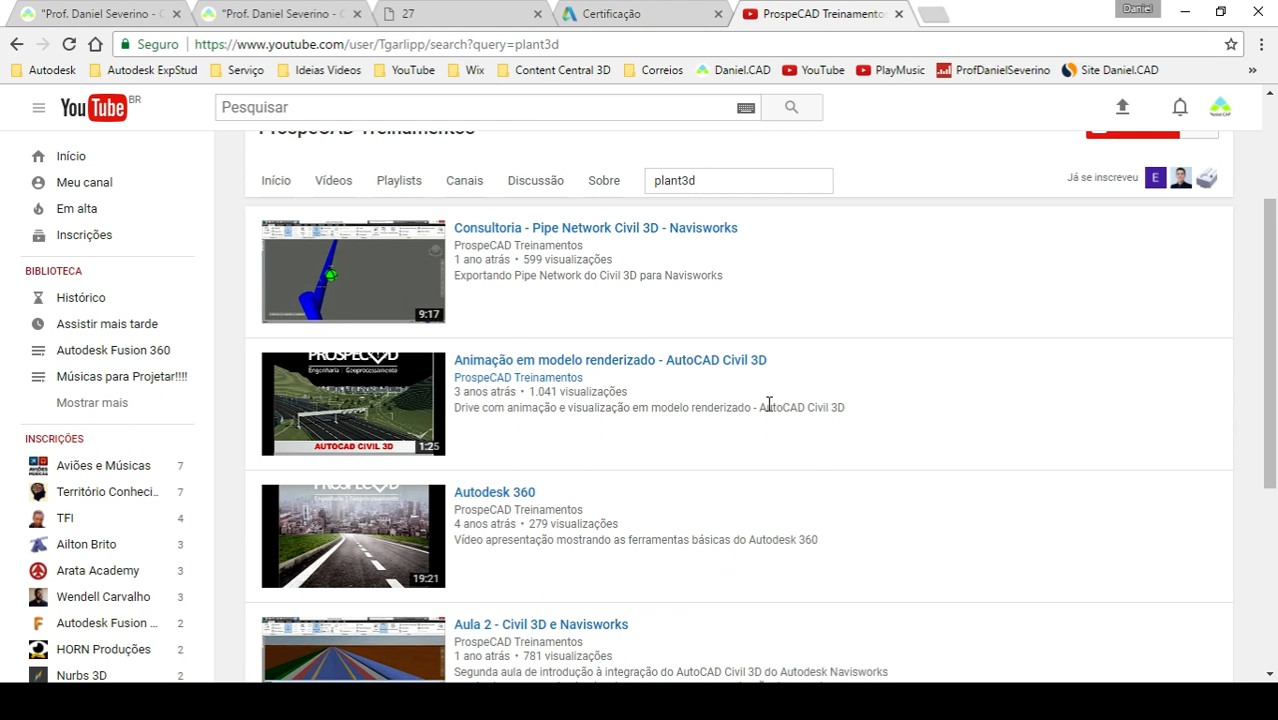 "Prof. Daniel Severino - C
"Prof. Daniel Severino - C
27
Certificação
ProspeCAD Treinamentos
Daniel
Seguro
https://www.youtube.com/user/Tgarlipp/search?query=plant3d
Autodesk
Autodesk ExpStud
Serviço
Ideias Vídeos
YouTube
Wix
Content Central 3D
Correios
Daniel.CAD
YouTube
PlayMusic
ProfDanielSeverino
Site Daniel.CAD
»
YouTube BR
Pesquisar
ProspeCAD Treinamentos
Início
Vídeos
Playlists
Canais
Discussão
Sobre
plant3d
Já se inscreveu
E
Início
Meu canal
Em alta
Inscrições
BIBLIOTECA
Histórico
Assistir mais tarde
Autodesk Fusion 360
Músicas para Projetar!!!!
Mostrar mais
INSCRIÇÕES
Aviões e Músicas 7
Território Conheci... 7
TFI 4
Ailton Brito 3
Arata Academy 3
Wendell Carvalho 3
Autodesk Fusion ... 2
HORN Produções 2
Nurbs 3D 2
Consultoria - Pipe Network Civil 3D - Navisworks
ProspeCAD Treinamentos
1 ano atrás • 599 visualizações
Exportando Pipe Network do Civil 3D para Navisworks
9:17
Animação em modelo renderizado - AutoCAD Civil 3D
ProspeCAD Treinamentos
3 anos atrás • 1.041 visualizações
Drive com animação e visualização em modelo renderizado - AutoCAD Civil 3D
PROSPECAD
Engenharia | Geoprocessamento
AUTOCAD CIVIL 3D
1:25
Autodesk 360
ProspeCAD Treinamentos
4 anos atrás • 279 visualizações
Vídeo apresentação mostrando as ferramentas básicas do Autodesk 360
PROSPECAD
Engenharia | Geoprocessamento
19:21
Aula 2 - Civil 3D e Navisworks
ProspeCAD Treinamentos
1 ano atrás • 781 visualizações
Segunda aula de introdução à integração do AutoCAD Civil 3D do Autodesk Navisworks